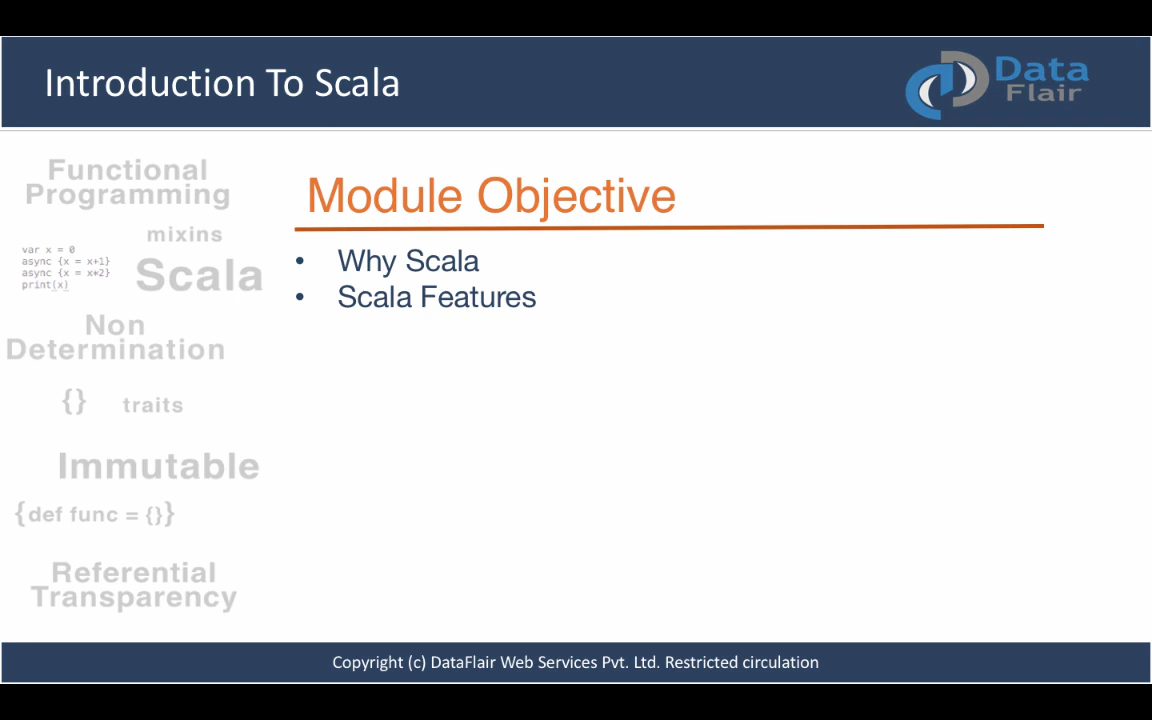 Introduction To Scala
Data
Flair
Functional
Programming
mixins
var x = 0
async {x = x+1}
async {x = x*2}
print(x)
Scala
Non
Determination
{} traits
Immutable
{def func = {}}
Referential
Transparency
Module Objective
• Why Scala
• Scala Features
Copyright (c) DataFlair Web Services Pvt. Ltd. Restricted circulation